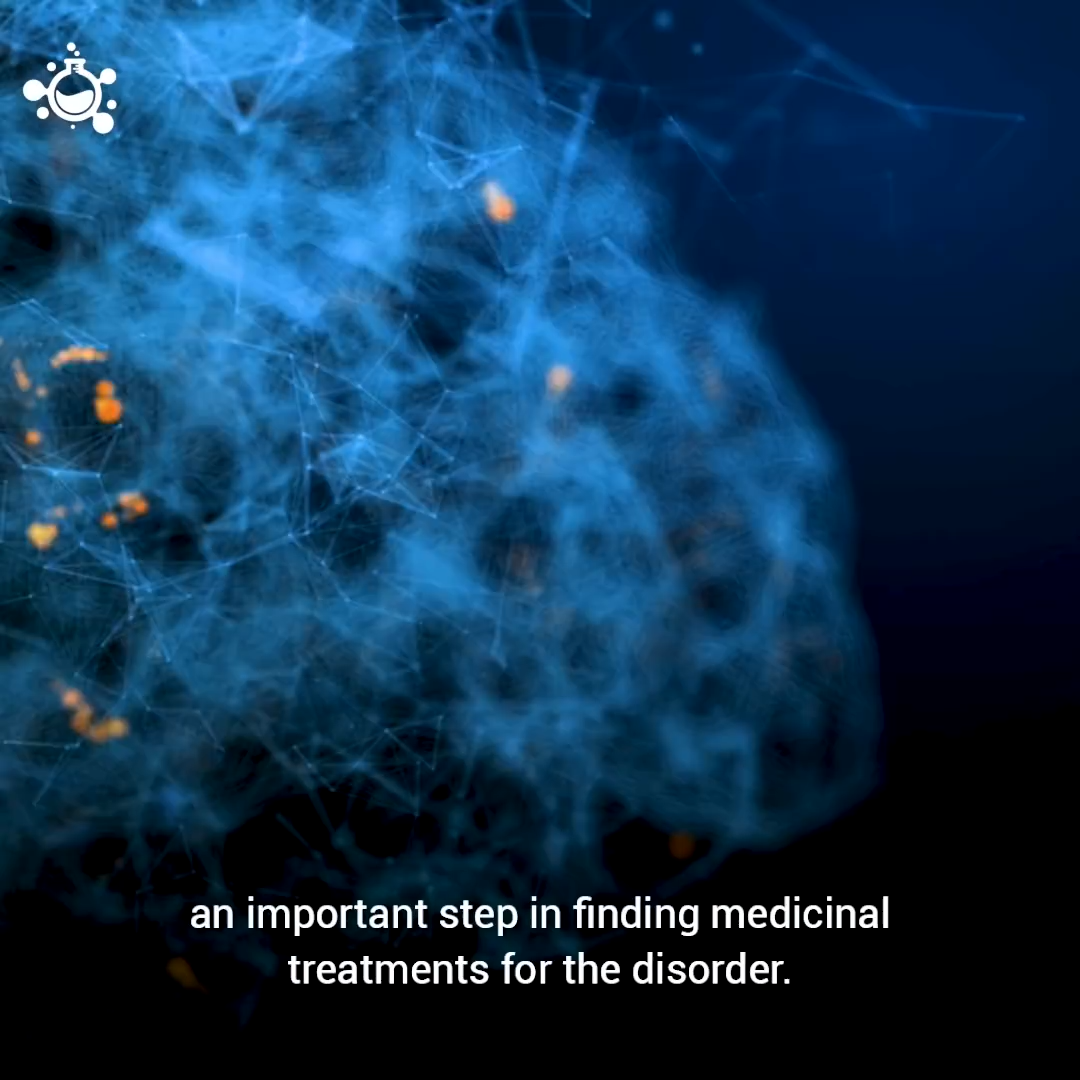 an important step in finding medicinal
treatments for the disorder.